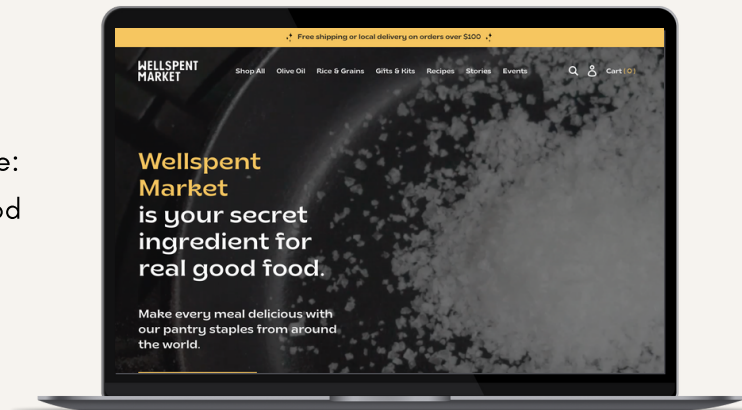 e:
od
Free shipping or local delivery on orders over $100
WELLSPENT
MARKET
Shop All Olive Oil Rice & Grains Gifts & Kits Recipes Stories Events Cart (0)
Wellspent
Market
is your secret
ingredient for
real good food.
Make every meal delicious with
our pantry staples from around
the world.